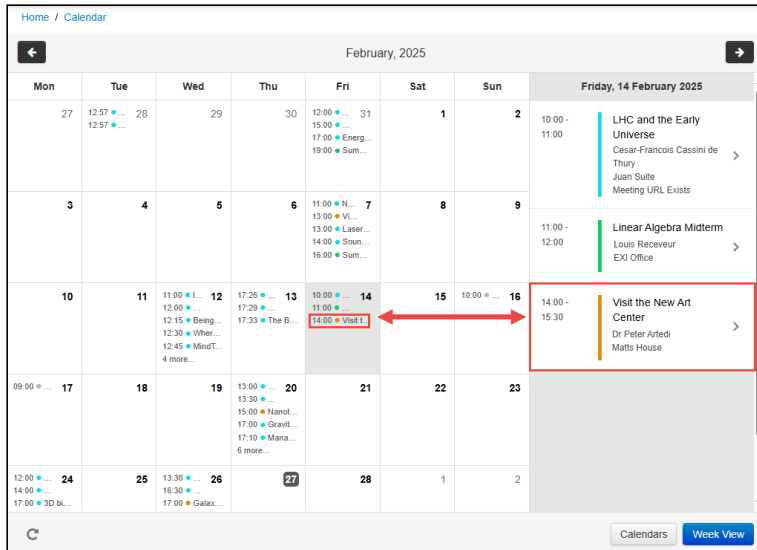 Home / Calendar
February, 2025
Mon Tue Wed Thu Fri Sat Sun
Friday, 14 February 2025
27
12:57 ... 28
12:57 ...
29
30
12:00 ... 31
15:00 ...
17:00 Energ...
19:00 Sum...
1
2
3
4
5
6
11:00 N... 7
13:00 Vi...
13:00 Laser...
14:00 Soun...
16:00 Sum...
8
9
10
11
11:00 I... 12
12:00 ...
12:15 Being...
12:30 Wher...
12:45 MindT...
4 more...
17:26 ... 13
17:29 ...
17:33 The B...
10:00 ... 14
11:00 ...
14:00 Visit t...
15
10:00 ... 16
09:00 ... 17
18
19
13:00 ... 20
13:30 ...
15:00 Nanot...
17:00 Gravit...
17:10 Mana...
6 more...
21
22
23
12:00 ... 24
14:00 ...
17:00 3D bi...
25
13:30 ... 26
16:30 ...
17:00 Galax...
27
28
1
2
10:00 -
11:00
LHC and the Early
Universe
Cesar-Francois Cassini de
Thury
Juan Suite
Meeting URL Exists
11:00 -
12:00
Linear Algebra Midterm
Louis Receveur
EXI Office
14:00 -
15:30
Visit the New Art
Center
Dr Peter Artedi
Matts House
Calendars
Week View